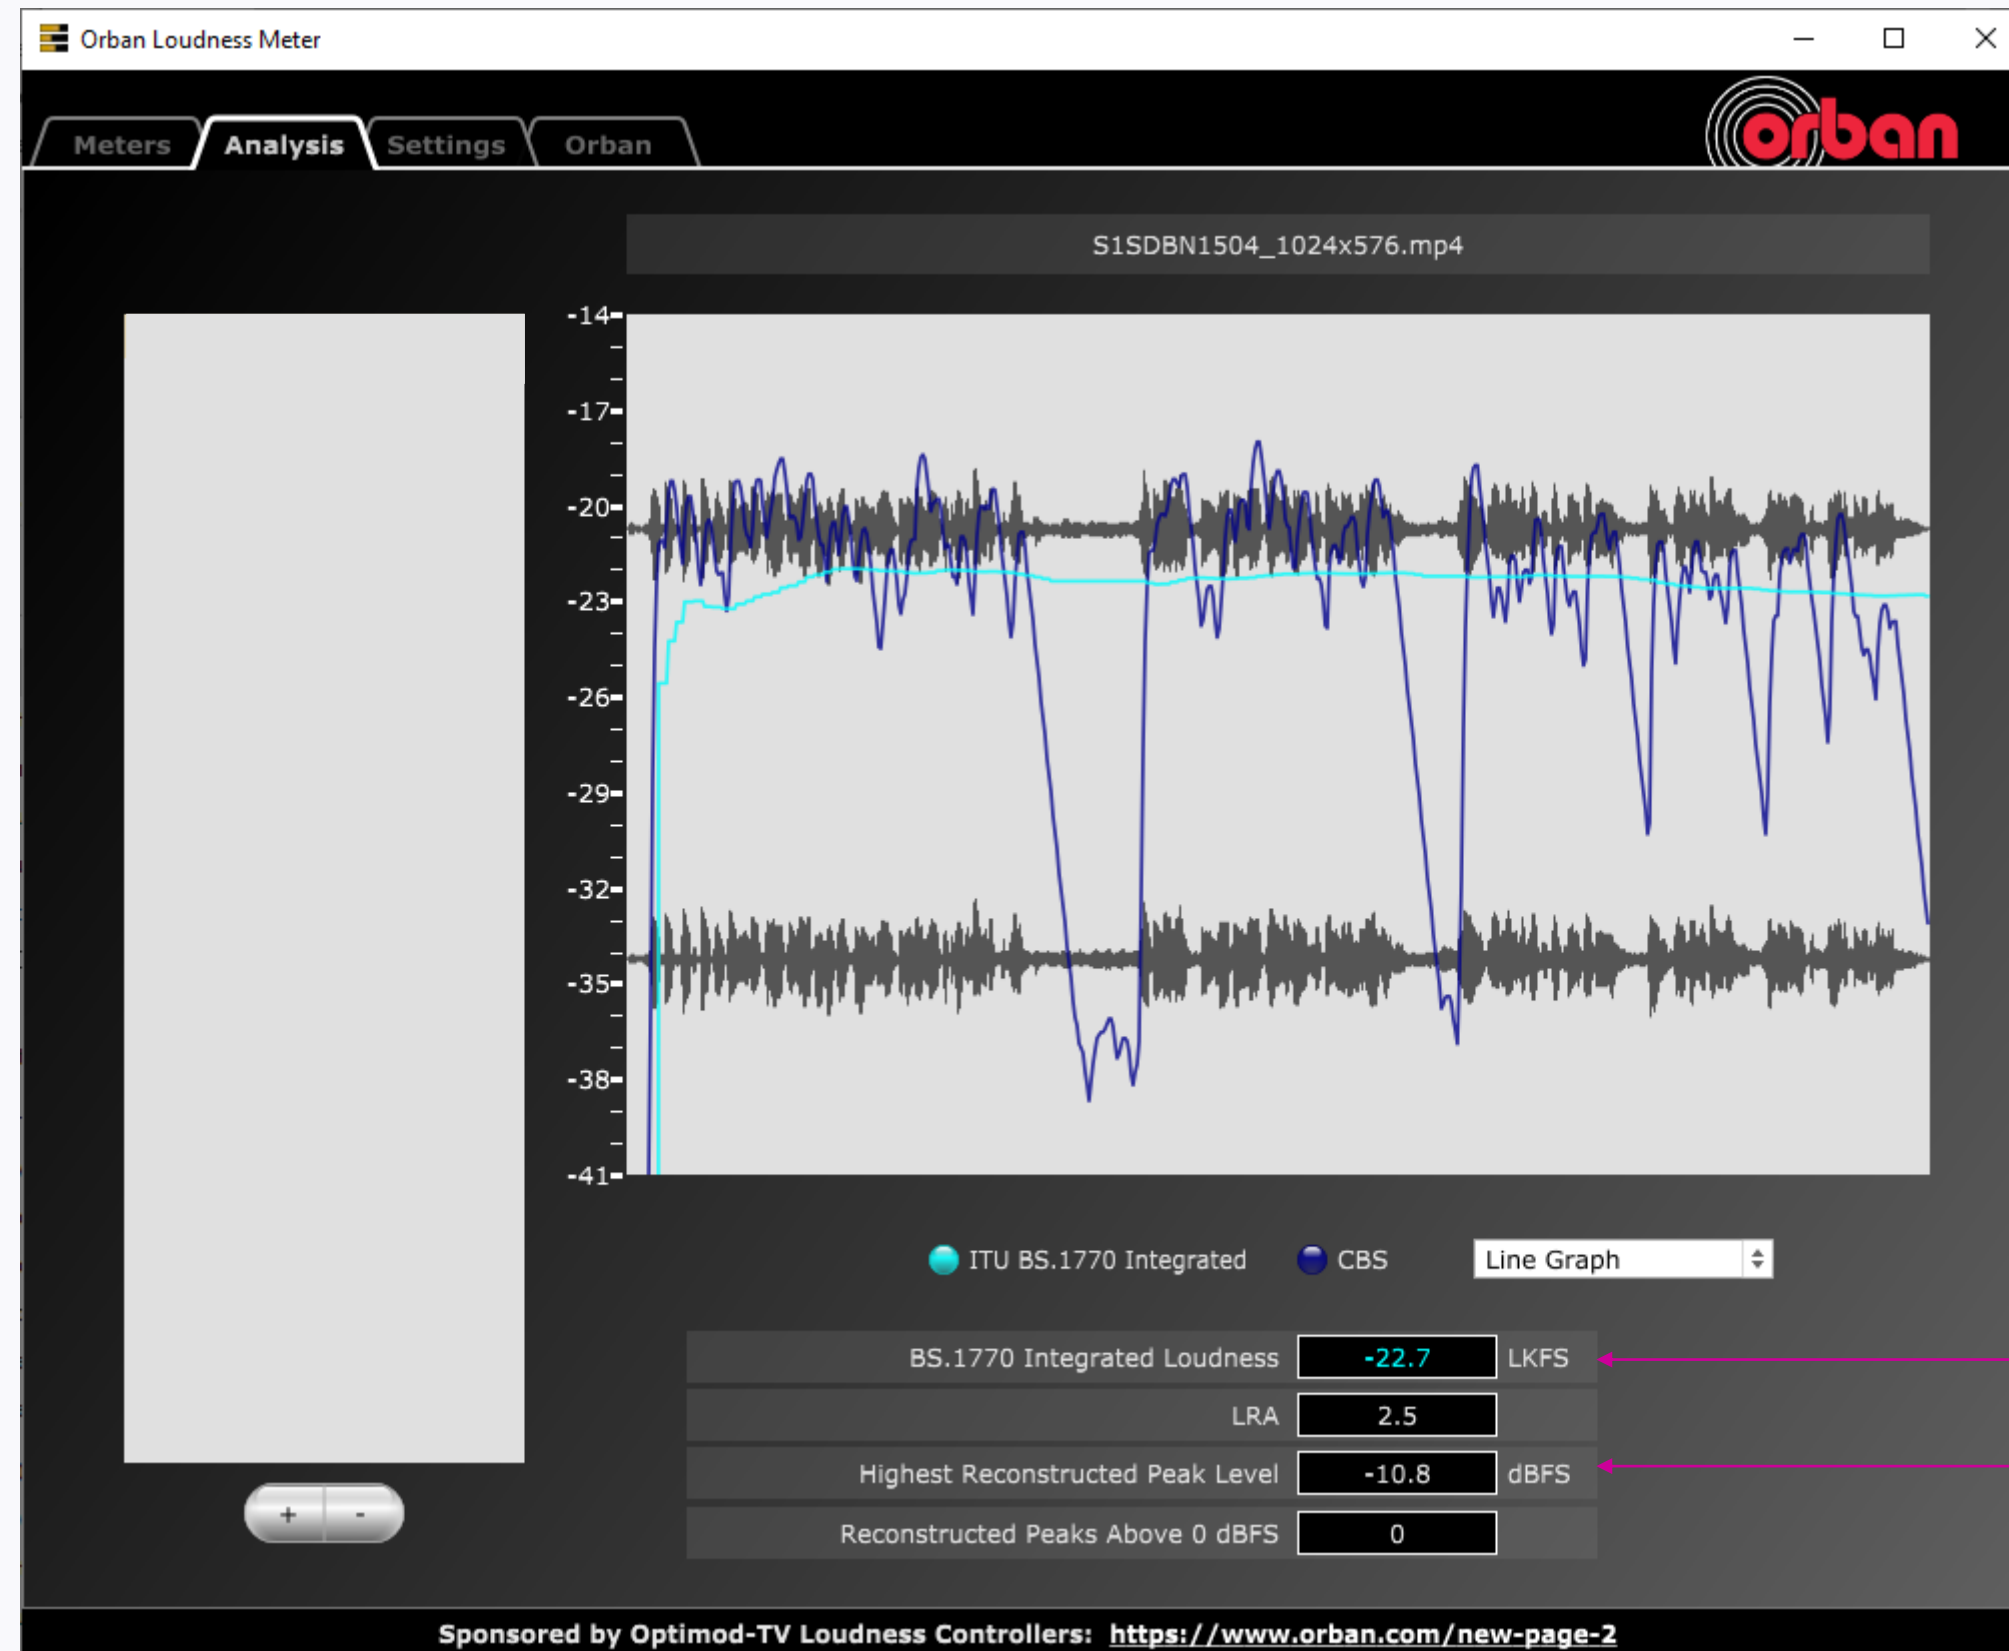 Orban Loudness Meter
Meters Analysis Settings Orban
orban
S1SDBN1504_1024x576.mp4
-14
-17
-20
-23
-26
-29
-32
-35
-38
-41
ITU BS.1770 Integrated CBS Line Graph
BS.1770 Integrated Loudness -22.7 LKFS
LRA 2.5
Highest Reconstructed Peak Level -10.8 dBFS
+ -
Reconstructed Peaks Above 0 dBFS 0
Sponsored by Optimod-TV Loudness Controllers: https://www.orban.com/new-page-2